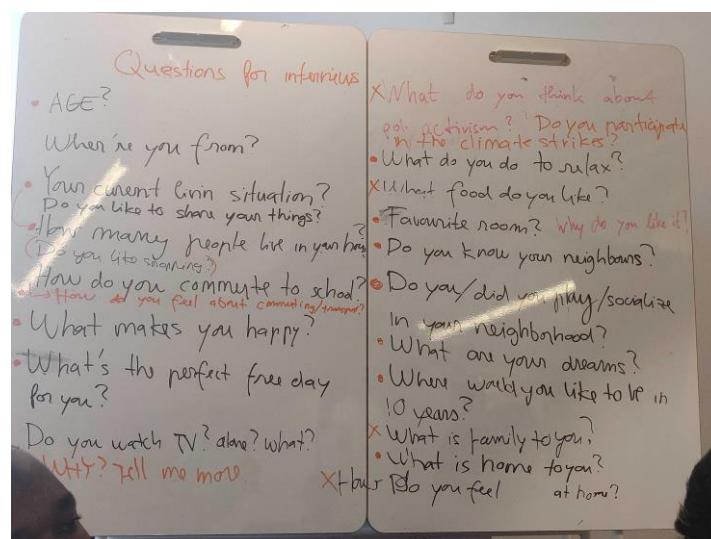 Questions for interviews
• AGE?
Where're you from?
• Your current livin situation?
Do you like to share your things?
• How many people live in your
(Do you like shopping?)
How do you commute to school?
→ How do you feel about commuting/transport?
• What makes you happy?
• What's the perfect free day
for you?
Do you watch TV? alone? what?
WHY? Tell me more
X What do you think about
activism? Do you participate
in the climate strikes?
• What do you do to relax?
X What food do you like?
• Favourite room? Why do you like it?
• Do you know your neighbours?
• Do you/did you play/socialize
in your neighborhood?
• What are your dreams?
• Where would you like to be in
10 years?
X What is family to you?
• What is home to you?
X How Do you feel at home?